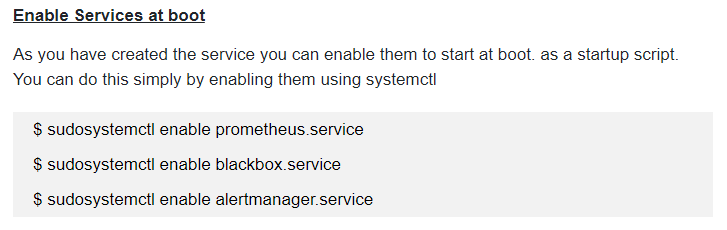 Enable Services at boot
As you have created the service you can enable them to start at boot. as a startup script.
You can do this simply by enabling them using systemctl
$ sudosystemctl enable prometheus.service
$ sudosystemctl enable blackbox.service
$ sudosystemctl enable alertmanager.service